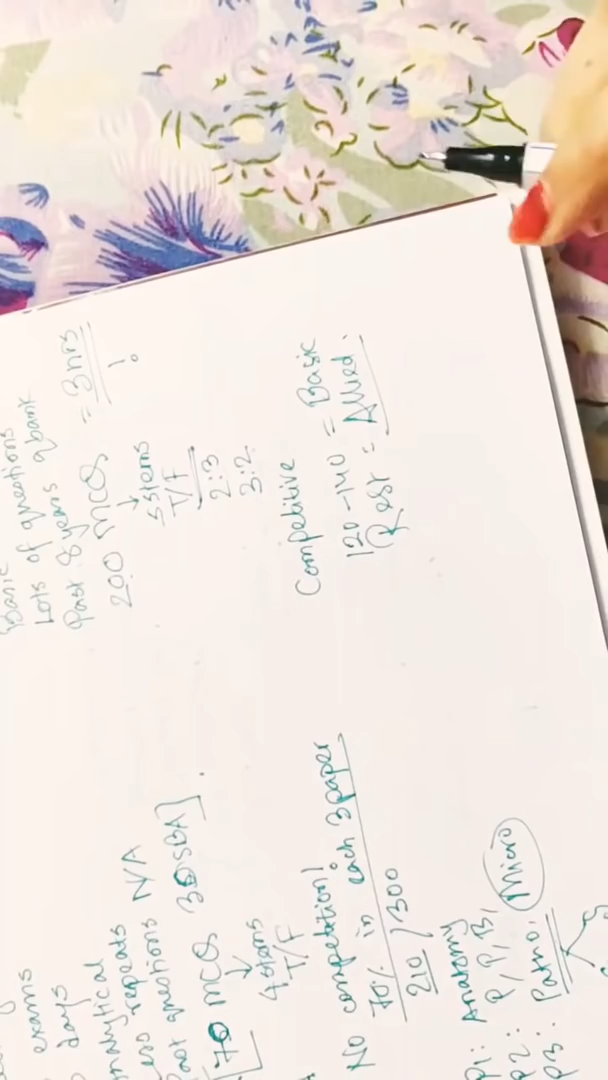 Basic
Lots of questions
Past 8 years qbank
200 MCQs = 3hrs !
↓
5 stems
T/F
2:3
3:2
Competitive
120-140 = Basic
Rest = Allied.
exams
days
analytical
repeats
past questions N/A
[70 MCQ 30 SBA].
↓
4 stems
T/F
No competition!
70% in each 3 paper
210 / 300
P1: Anatomy
P2: P, P, B,
P3: Patho, Micro